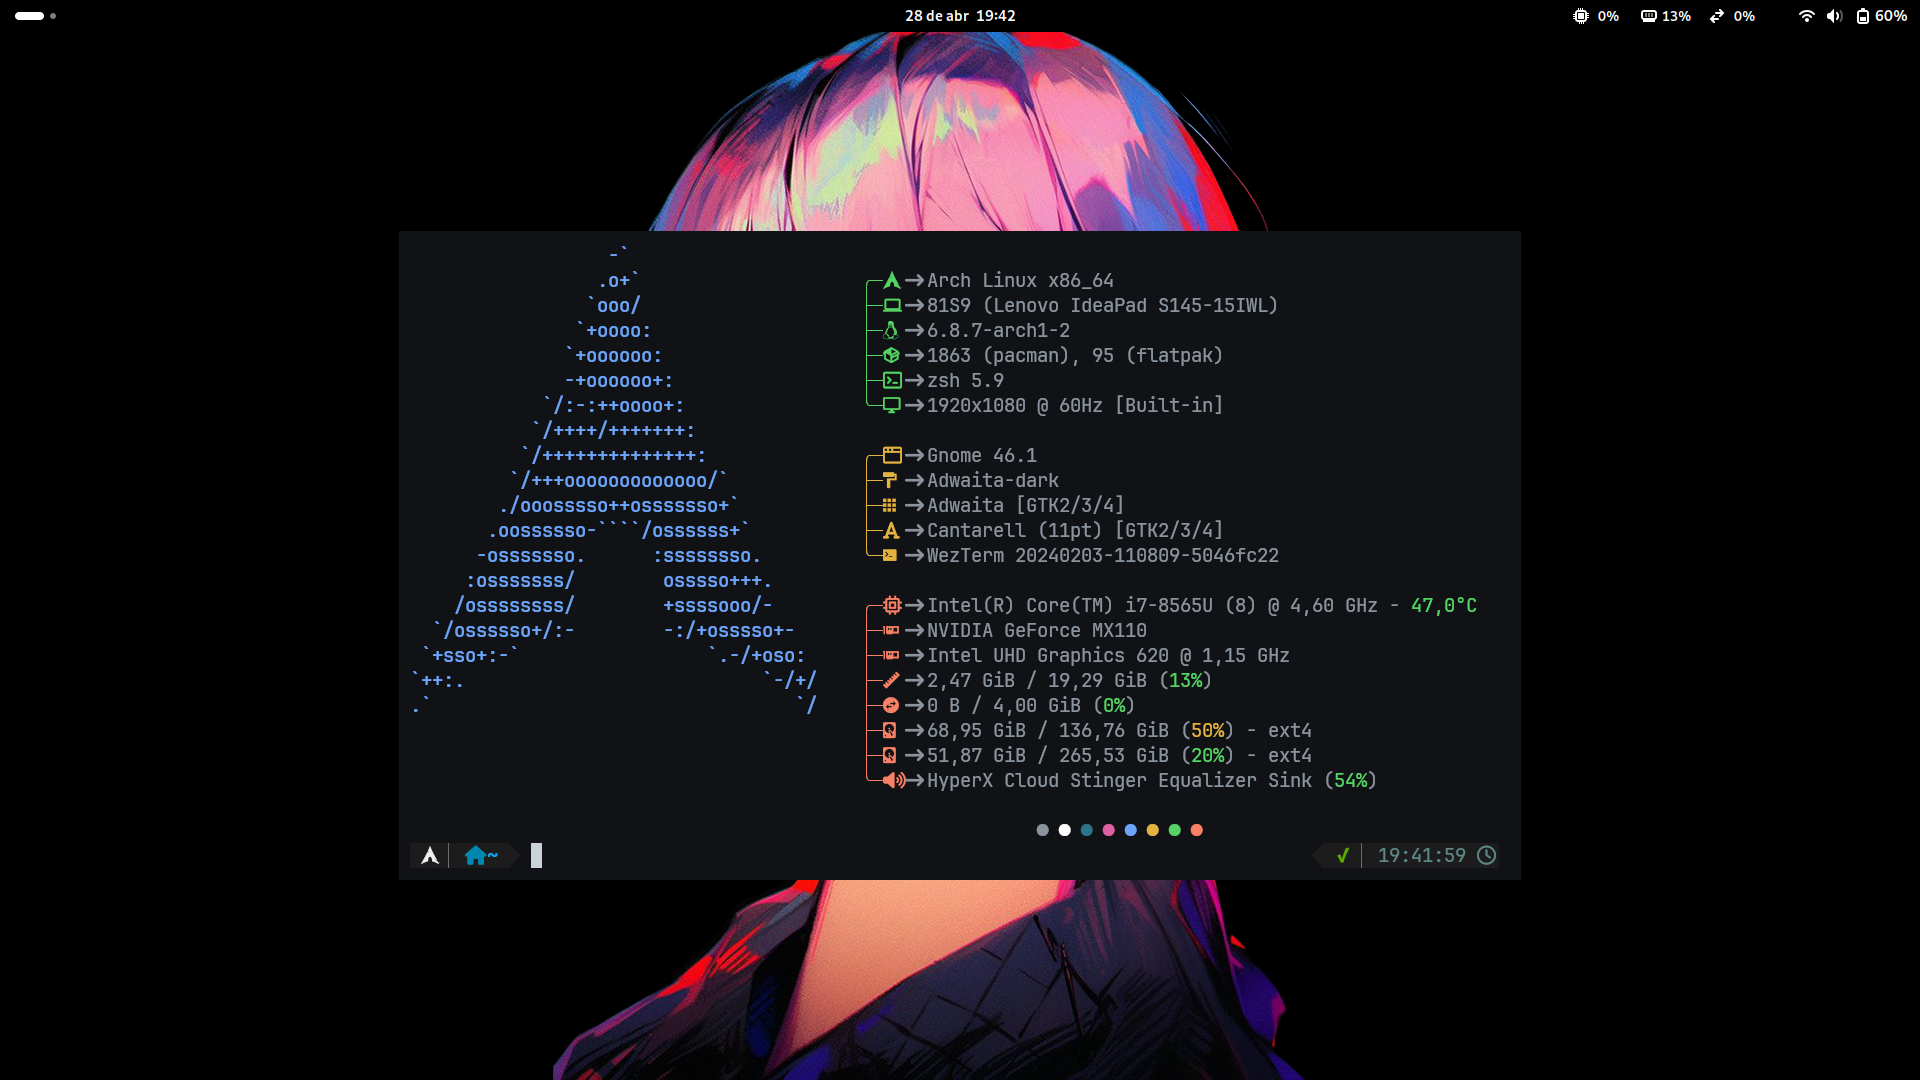 28 de abr 19:42
0% 13% 0% 60%
-`
.o+`
`ooo/
`+oooo:
`+oooooo:
-+oooooo+:
`/:-:++oooo+:
`/++++/+++++++:
`/++++++++++++++:
`/+++ooooooooooooo/`
./ooosssso++osssssso+`
.oossssso-````/ossssss+`
-osssssso. :ssssssso.
:osssssss/ osssso+++.
/ossssssss/ +ssssooo/-
`/ossssso+/:- -:/+osssso+-
`+sso+:-` `.-/+oso:
`++:. `-/+/
.` `/
Arch Linux x86_64
81S9 (Lenovo IdeaPad S145-15IWL)
6.8.7-arch1-2
1863 (pacman), 95 (flatpak)
zsh 5.9
1920x1080 @ 60Hz [Built-in]
Gnome 46.1
Adwaita-dark
Adwaita [GTK2/3/4]
Cantarell (11pt) [GTK2/3/4]
WezTerm 20240203-110809-5046fc22
Intel(R) Core(TM) i7-8565U (8) @ 4,60 GHz - 47,0°C
NVIDIA GeForce MX110
Intel UHD Graphics 620 @ 1,15 GHz
2,47 GiB / 19,29 GiB (13%)
0 B / 4,00 GiB (0%)
68,95 GiB / 136,76 GiB (50%) - ext4
51,87 GiB / 265,53 GiB (20%) - ext4
HyperX Cloud Stinger Equalizer Sink (54%)
~ √ 19:41:59